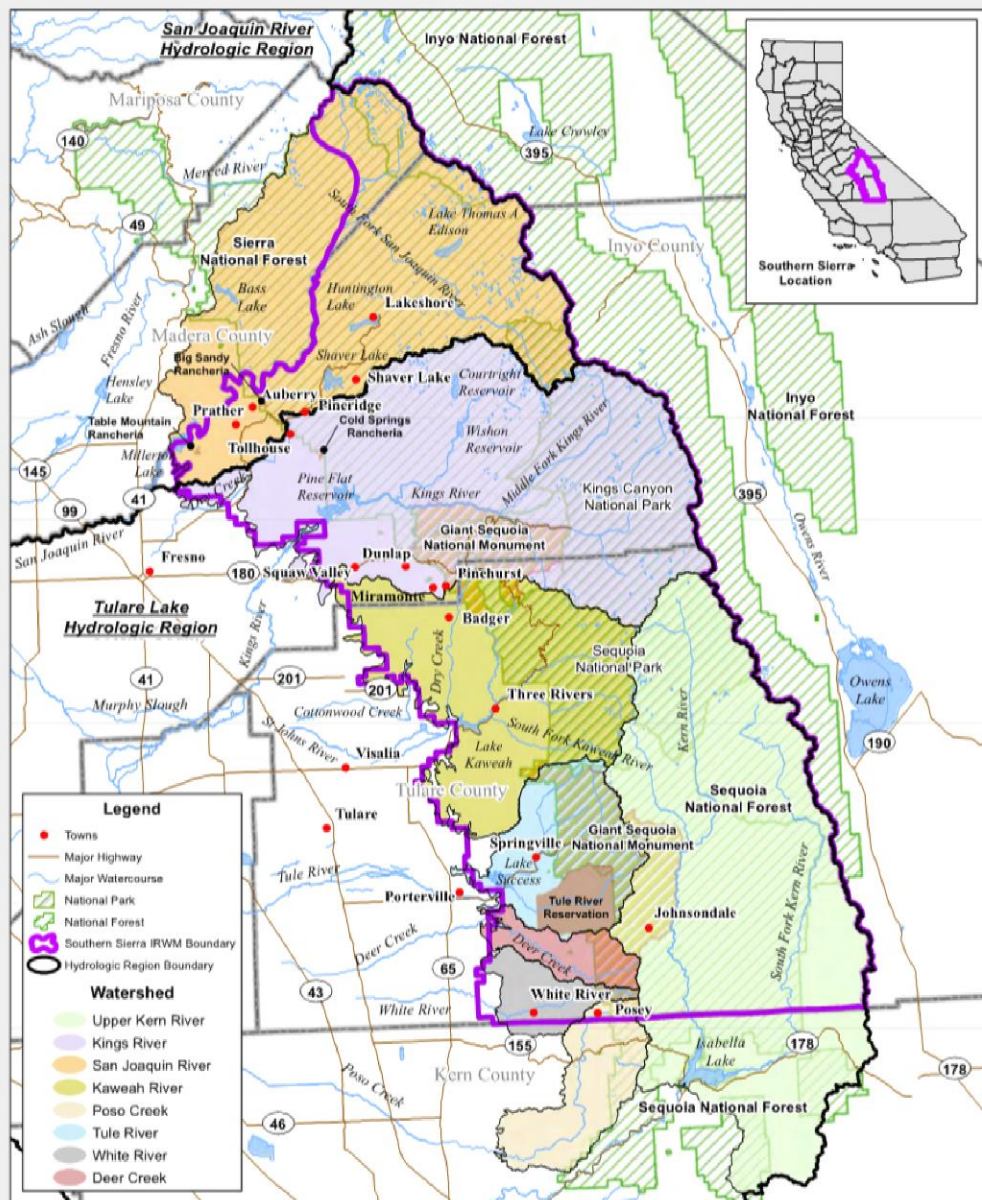 San Joaquin River
Hydrologic Region
Inyo National Forest
Mariposa County
140
Lake Crowley
395
Merced River
49
South Fork San Joaquin River
Lake Thomas A
Edison
Inyo County
Southern Sierra
Location
Sierra
National Forest
Bass
Lake
Huntington
Lake
Lakeshore
Ash Slough
Fresno River
Madera County
Big Sandy
Rancheria
Shaver Lake
Shaver Lake
Courtright
Reservoir
Hensley
Lake
Auberry
Prather
Pineridge
Cold Springs
Rancheria
Inyo
National Forest
Table Mountain
Rancheria
Tollhouse
Wishon
Reservoir
Middle Fork Kings River
Millerton
Lake
145
99
41
Pine Flat
Reservoir
Kings River
Kings Canyon
National Park
395
San Joaquin River
Owens River
Fresno
180
Giant Sequoia
National Monument
Dunlap
Squaw Valley
Pinehurst
Miramonte
Badger
Tulare Lake
Hydrologic Region
Kings River
Dry Creek
Sequoia
National Park
41
201
201
Three Rivers
Kern River
Owens
Lake
Murphy Slough
Cottonwood Creek
South Fork Kaweah River
190
St Johns River
Visalia
Lake
Kaweah
Tulare County
Sequoia
National Forest
Legend
Towns
Major Highway
Major Watercourse
National Park
National Forest
Southern Sierra IRWM Boundary
Hydrologic Region Boundary
Watershed
Upper Kern River
Kings River
San Joaquin River
Kaweah River
Poso Creek
Tule River
White River
Deer Creek
Tulare
Giant Sequoia
National Monument
Springville
Lake
Success
Tule River
Porterville
Tule River
Reservation
Johnsondale
South Fork Kern River
Deer Creek
Deer Creek
65
43
White River
White River
Posey
155
Isabella
Lake
178
Kern County
178
Poso Creek
Sequoia National Forest
46